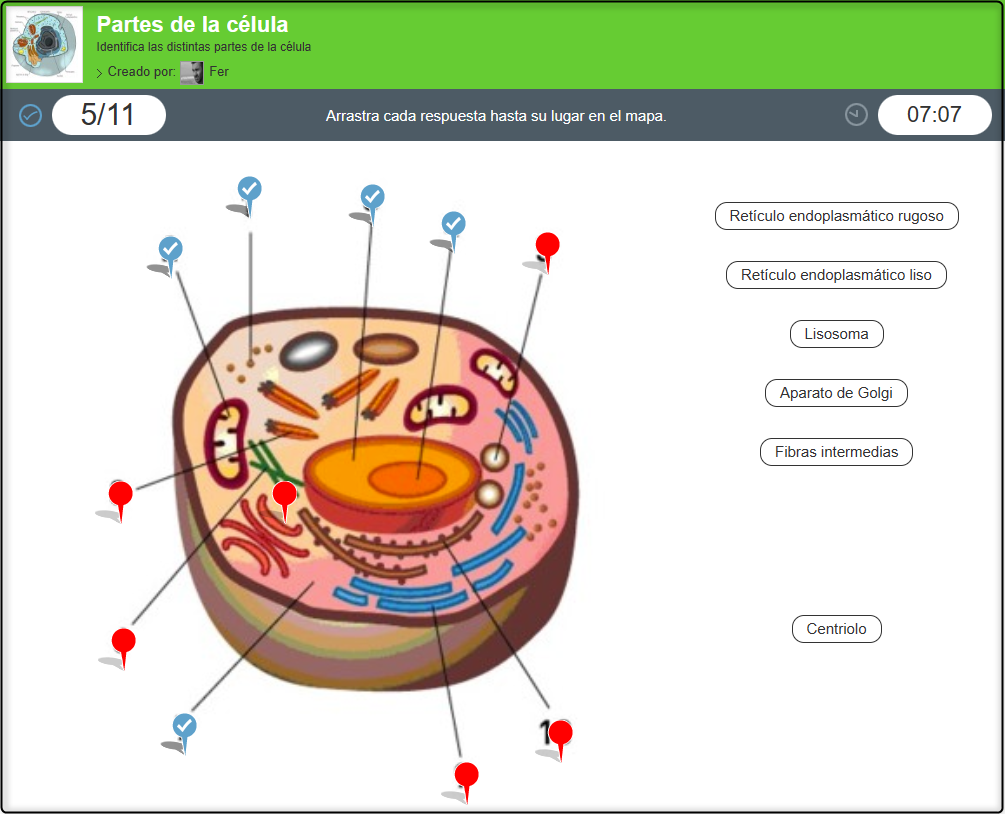 Partes de la célula
Identifica las distintas partes de la célula
Creado por: Fer
5/11
Arrastra cada respuesta hasta su lugar en el mapa.
07:07
Retículo endoplasmático rugoso
Retículo endoplasmático liso
Lisosoma
Aparato de Golgi
Fibras intermedias
Centriolo